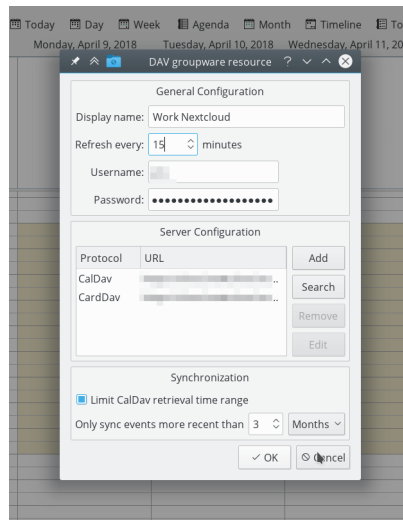 Today Day Week Agenda Month Timeline To
Monday, April 9, 2018 Tuesday, April 10, 2018 Wednesday, April 11, 20
DAV groupware resource ?
General Configuration
Display name: Work Nextcloud
Refresh every: 15 minutes
Username:
Password: ●●●●●●●●●●●●●●●●●●●
Server Configuration
Protocol URL Add
CalDav ..
Search
CardDav ..
Remove
Edit
Synchronization
Limit CalDav retrieval time range
Only sync events more recent than 3 Months
OK Cancel